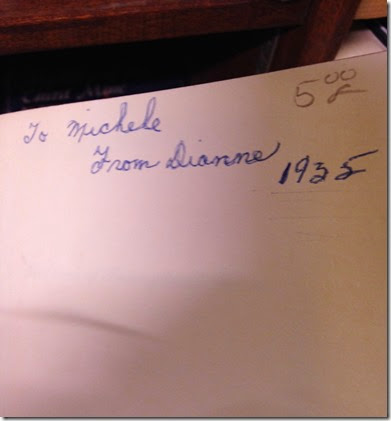 5 00
To Michele
From Dianne
1935